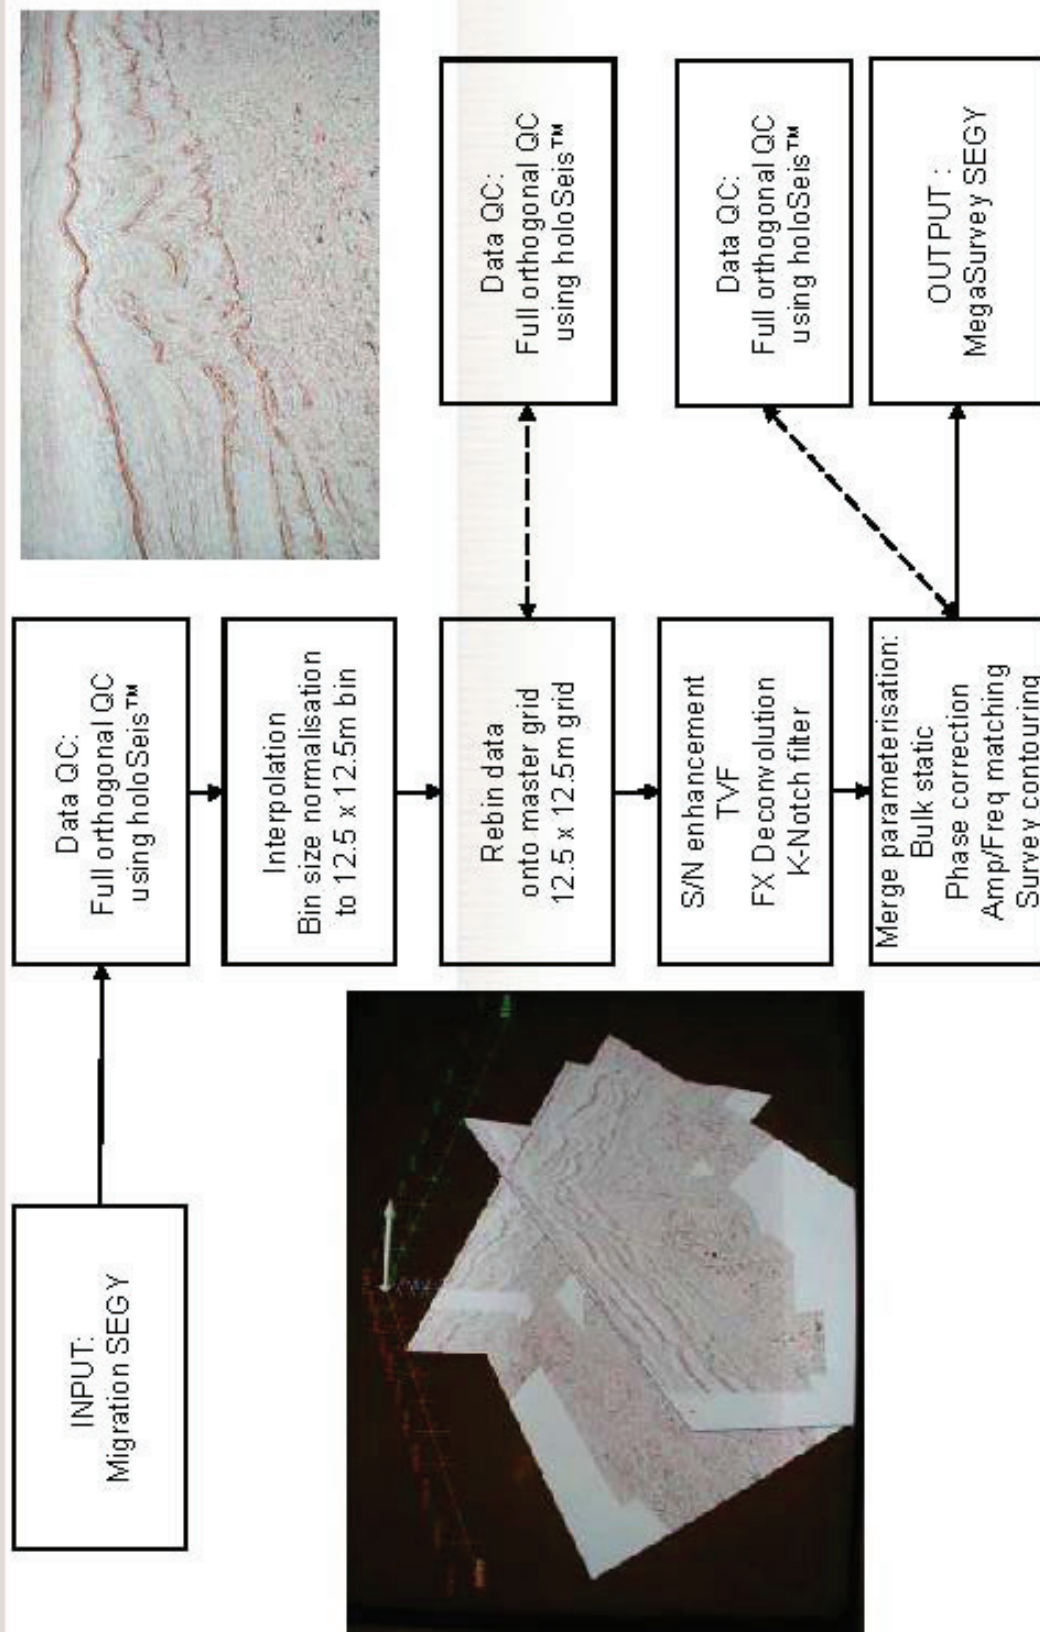 INPUT:
Migration SEGY
Data QC:
Full orthogonal QC
using holoSeis™
Interpolation
Bin size normalisation
to 12.5 x 12.5m bin
Rebin data
onto master grid
12.5 x 12.5m grid
Data QC:
Full orthogonal QC
using holoSeis™
S/N enhancement
TVF
FX Deconvolution
K-Notch filter
Merge parameterisation:
Bulk static
Phase correction
Amp/Freq matching
Survey contouring
Data QC:
Full orthogonal QC
using holoSeis™
OUTPUT :
MegaSurvey SEGY